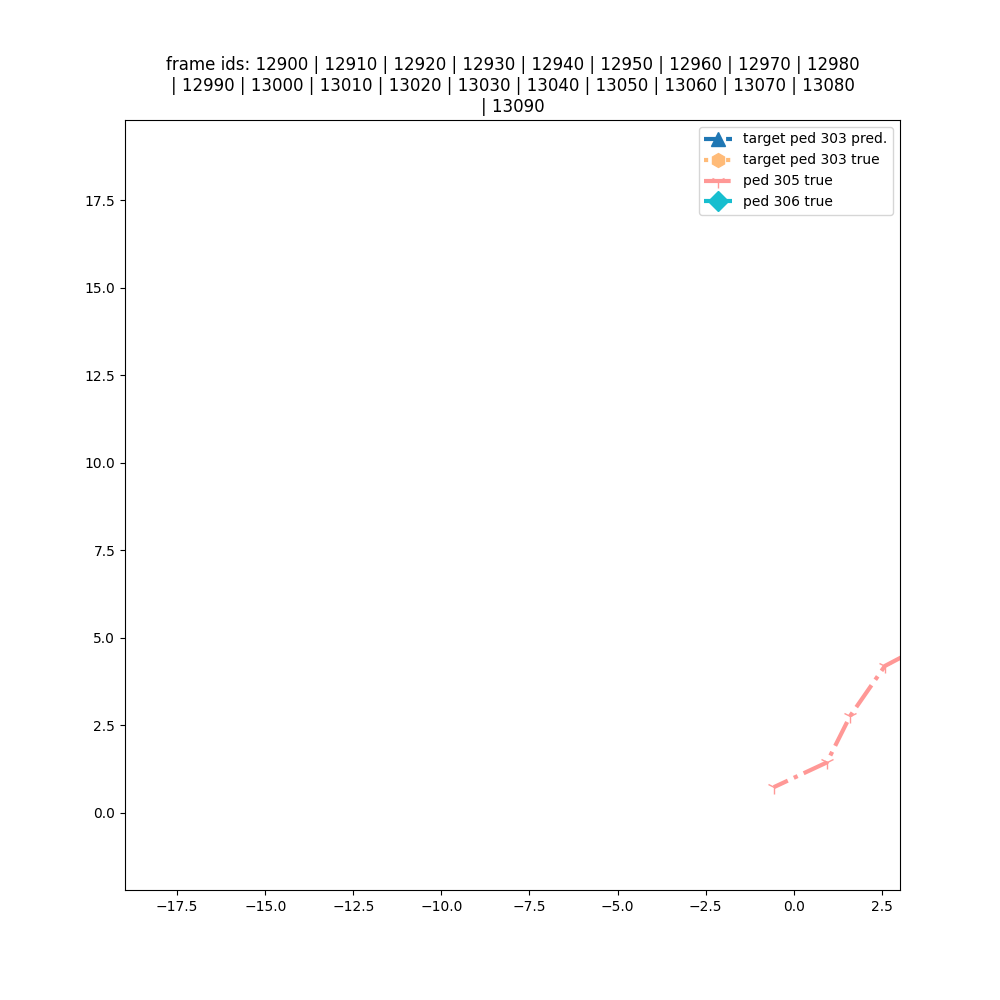 frame ids: 12900 | 12910 | 12920 | 12930 | 12940 | 12950 | 12960 | 12970 | 12980
| 12990 | 13000 | 13010 | 13020 | 13030 | 13040 | 13050 | 13060 | 13070 | 13080
| 13090
target ped 303 pred.
target ped 303 true
ped 305 true
ped 306 true
17.5
15.0
12.5
10.0
7.5
5.0
2.5
0.0
−17.5 −15.0 −12.5 −10.0 −7.5 −5.0 −2.5 0.0 2.5